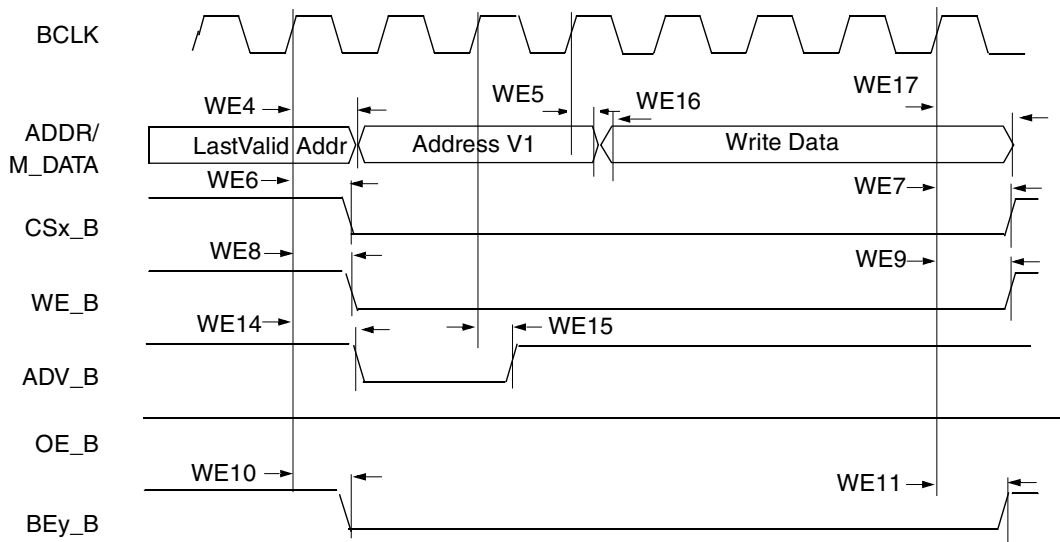 BCLK
WE4
WE5
WE16
WE17
ADDR/
M_DATA
LastValid Addr
Address V1
Write Data
WE6
WE7
CSx_B
WE8
WE9
WE_B
WE14
WE15
ADV_B
OE_B
WE10
WE11
BEy_B